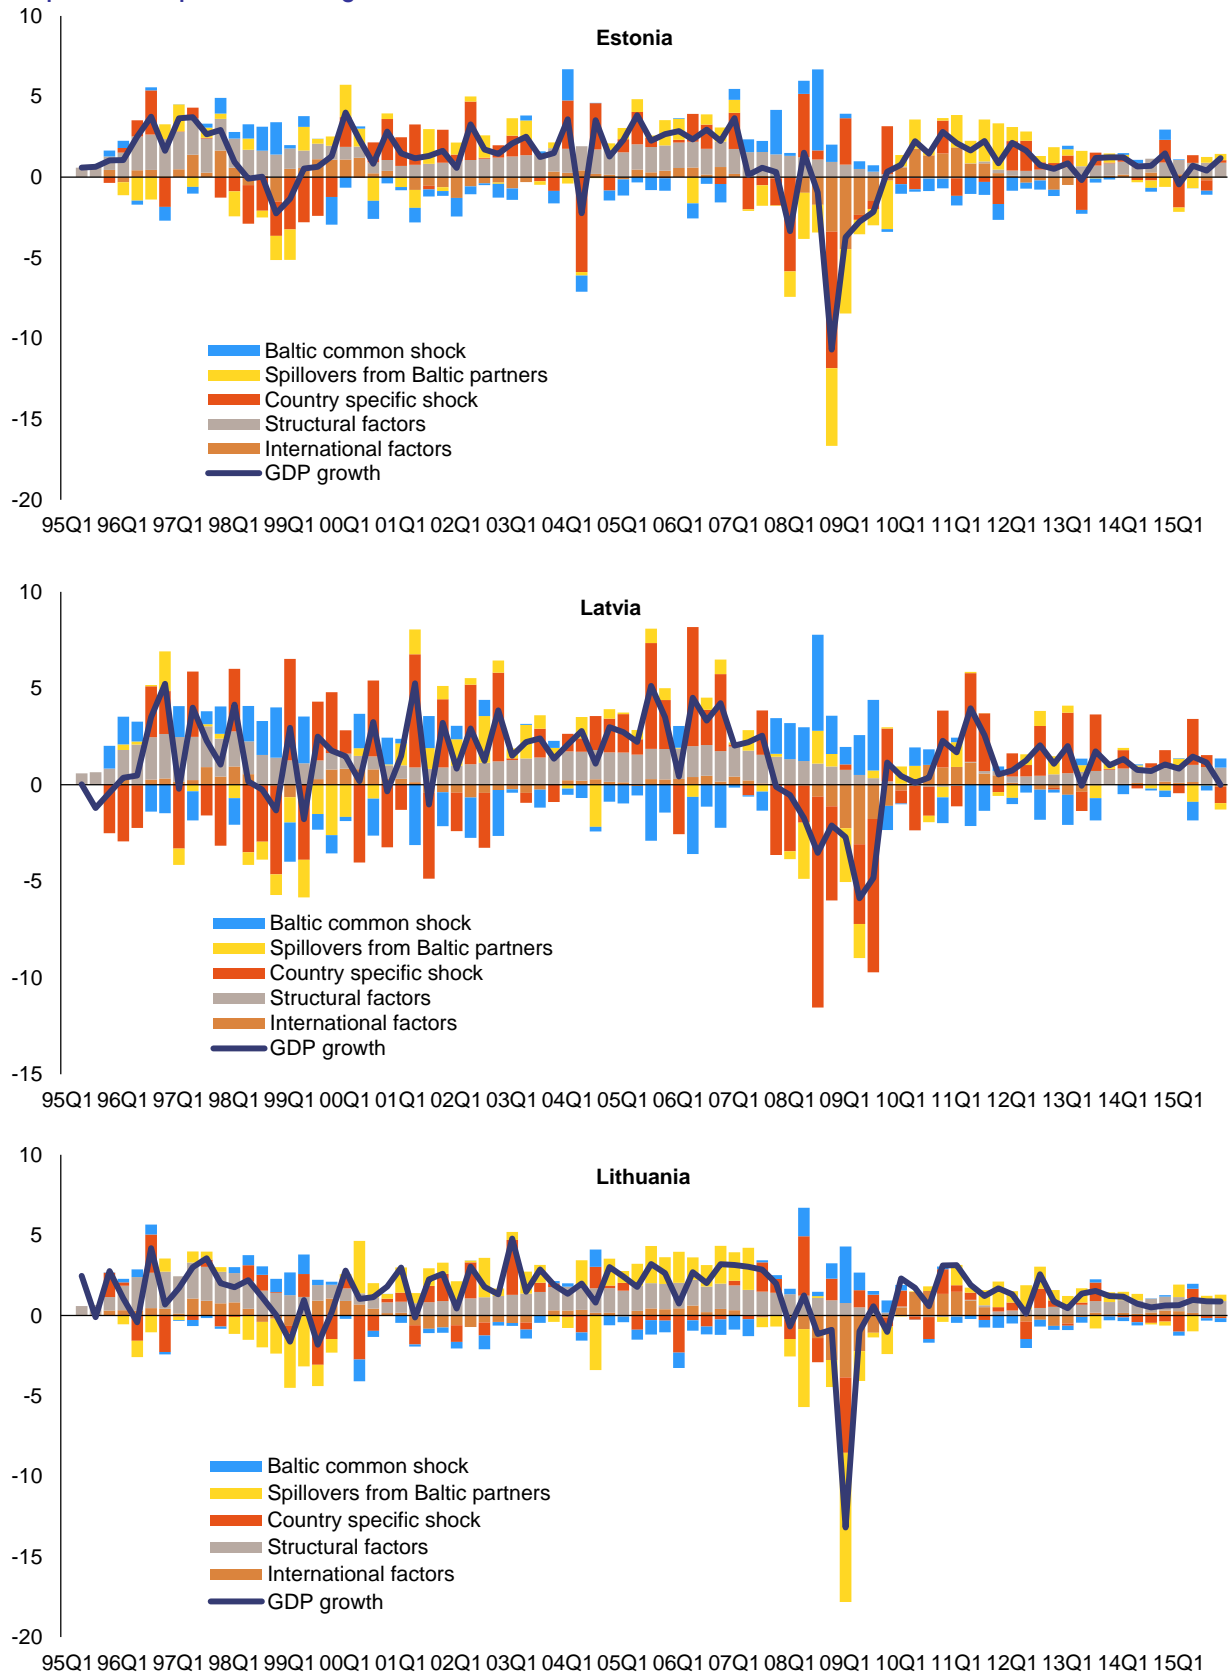 10
Estonia
5
0
-5
-10
Baltic common shock
Spillovers from Baltic partners
Country specific shock
-15
Structural factors
International factors
GDP growth
-20
95Q1 96Q1 97Q1 98Q1 99Q1 00Q1 01Q1 02Q1 03Q1 04Q1 05Q1 06Q1 07Q1 08Q1 09Q1 10Q1 11Q1 12Q1 13Q1 14Q1 15Q1
10
Latvia
5
0
-5
Baltic common shock
Spillovers from Baltic partners
-10
Country specific shock
Structural factors
International factors
GDP growth
-15
95Q1 96Q1 97Q1 98Q1 99Q1 00Q1 01Q1 02Q1 03Q1 04Q1 05Q1 06Q1 07Q1 08Q1 09Q1 10Q1 11Q1 12Q1 13Q1 14Q1 15Q1
10
Lithuania
5
0
-5
-10
Baltic common shock
Spillovers from Baltic partners
Country specific shock
-15
Structural factors
International factors
GDP growth
-20
95Q1 96Q1 97Q1 98Q1 99Q1 00Q1 01Q1 02Q1 03Q1 04Q1 05Q1 06Q1 07Q1 08Q1 09Q1 10Q1 11Q1 12Q1 13Q1 14Q1 15Q1